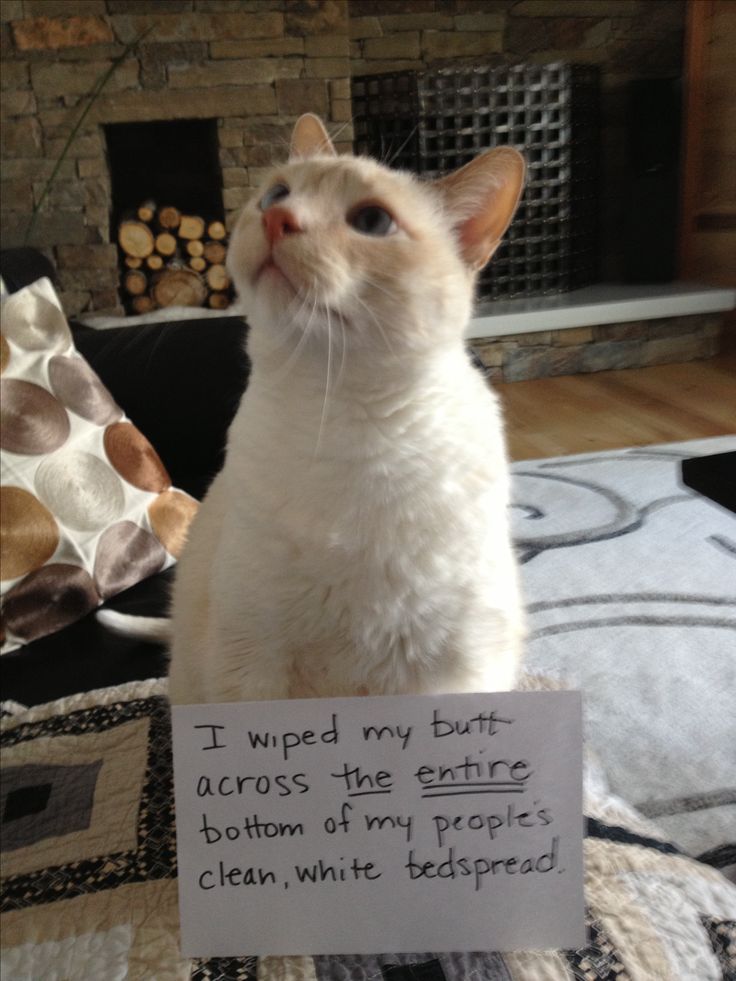 I wiped my butt
across the entire
bottom of my people's
clean, white bedspread.